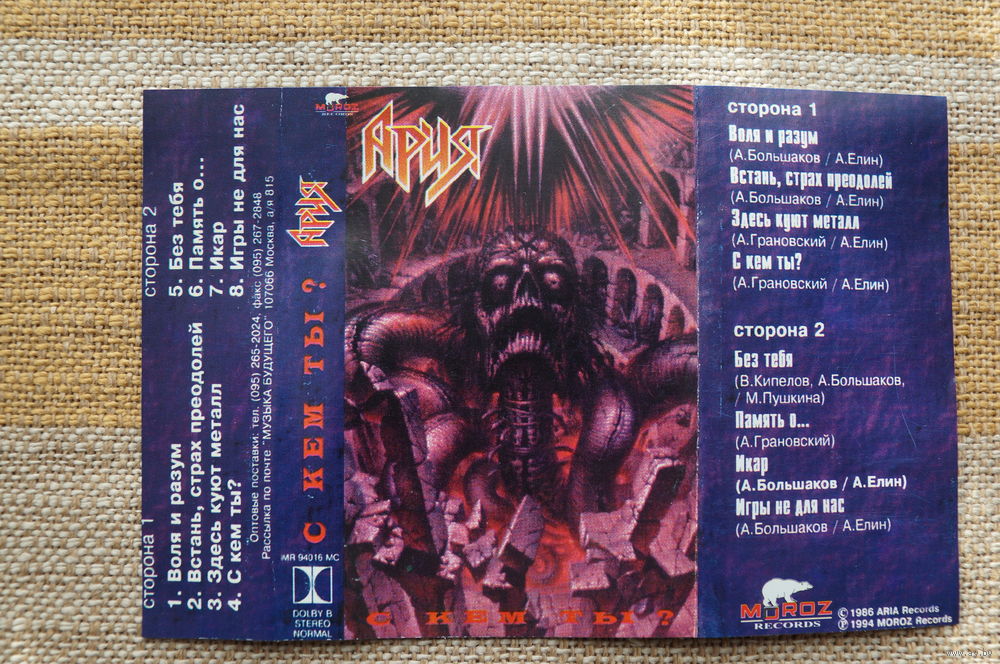 сторона 1
1. Воля и разум
2. Встань, страх преодолей
3. Здесь куют металл
4. С кем ты?
сторона 2
5. Без тебя
6. Память о...
7. Икар
8. Игры не для нас
Оптовые поставки: тел. (095) 265-2024, факс (095) 267-2848
Рассылка по почте "МУЗЫКА БУДУЩЕГО" 107066 Москва, а/я 815
MOROZ
RECORDS
АРИЯ
С КЕМ ТЫ?
MR 94016 MC
DOLBY B
STEREO
NORMAL
АРИЯ
С КЕМ ТЫ?
сторона 1
Воля и разум
(А.Большаков / А.Елин)
Встань, страх преодолей
(А.Большаков / А.Елин)
Здесь куют металл
(А.Грановский / А.Елин)
С кем ты?
(А.Грановский / А.Елин)
сторона 2
Без тебя
(В.Кипелов, А.Большаков,
/ М.Пушкина)
Память о...
(А.Грановский)
Икар
(А.Большаков / А.Елин)
Игры не для нас
(А.Большаков / А.Елин)
MOROZ
RECORDS
© 1986 ARIA Records
℗ 1994 MOROZ Records